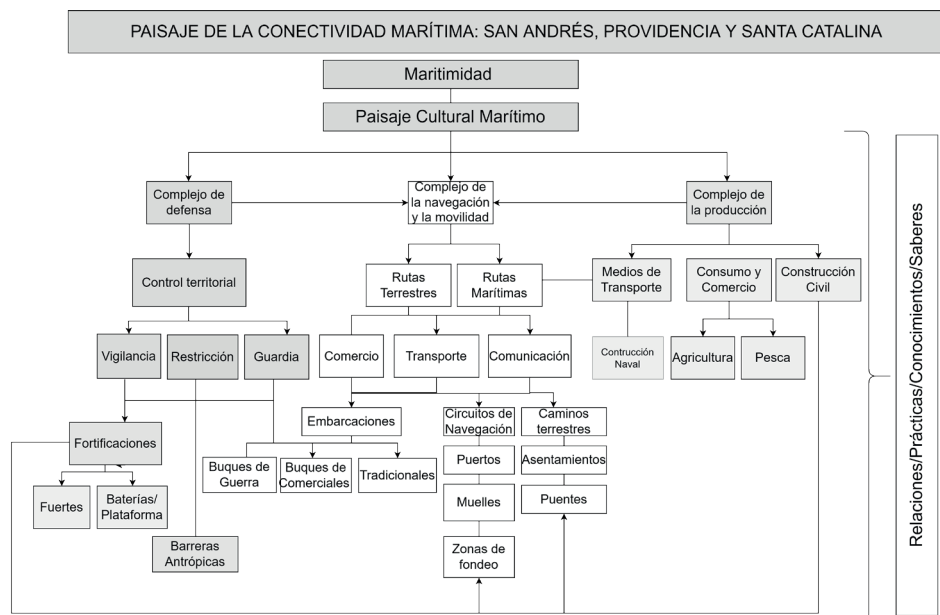 PAISAJE DE LA CONECTIVIDAD MARÍTIMA: SAN ANDRÉS, PROVIDENCIA Y SANTA CATALINA
Maritimidad
Paisaje Cultural Marítimo
Complejo de
defensa
Complejo de
la navegación
y la movilidad
Complejo de
la producción
Control territorial
Rutas
Terrestres
Rutas
Marítimas
Medios de
Transporte
Consumo y
Comercio
Construcción
Civil
Vigilancia
Restricción
Guardia
Comercio
Transporte
Comunicación
Contrucción
Naval
Agricultura
Pesca
Fortificaciones
Embarcaciones
Circuitos de
Navegación
Caminos
terrestres
Fuertes
Baterías/
Plataforma
Buques de
Guerra
Buques de
Comerciales
Tradicionales
Puertos
Asentamientos
Muelles
Puentes
Barreras
Antrópicas
Zonas de
fondeo
Relaciones/Prácticas/Conocimientos/Saberes